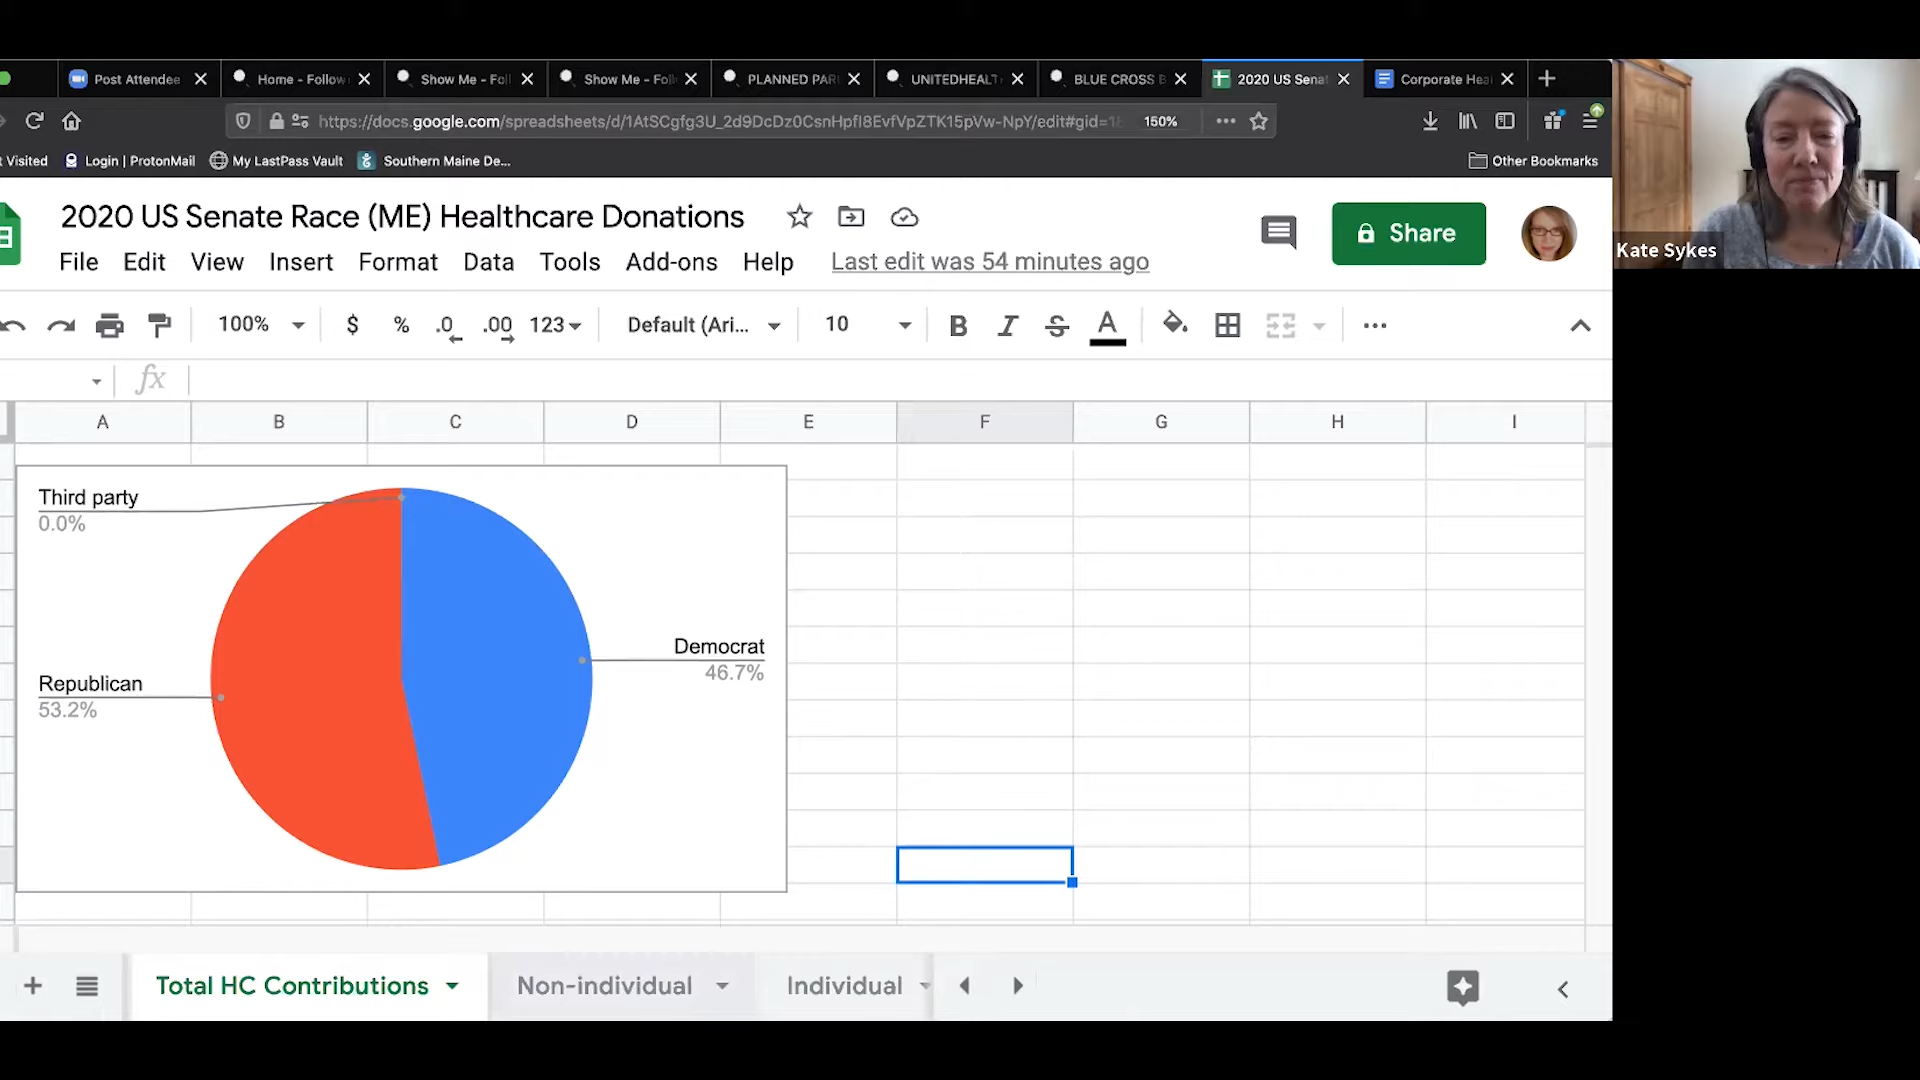 Post Attendee
Home - Follow
Show Me - Foll
Show Me - Foll
PLANNED PAR
UNITEDHEALT
BLUE CROSS B
2020 US Sena
Corporate Hea
https://docs.google.com/spreadsheets/d/1AtSCgfg3U_2d9DcDz0CsnHpfI8EvfVpZTK15pVw-NpY/edit#gid=1
150%
t Visited
Login | ProtonMail
My LastPass Vault
Southern Maine De...
Other Bookmarks
Kate Sykes
2020 US Senate Race (ME) Healthcare Donations
Share
File Edit View Insert Format Data Tools Add-ons Help
Last edit was 54 minutes ago
100% $ % .0 .00 123 Default (Ari... 10 B I S A
fx
A B C D E F G H I
Third party
0.0%
Democrat
46.7%
Republican
53.2%
Total HC Contributions
Non-individual
Individual